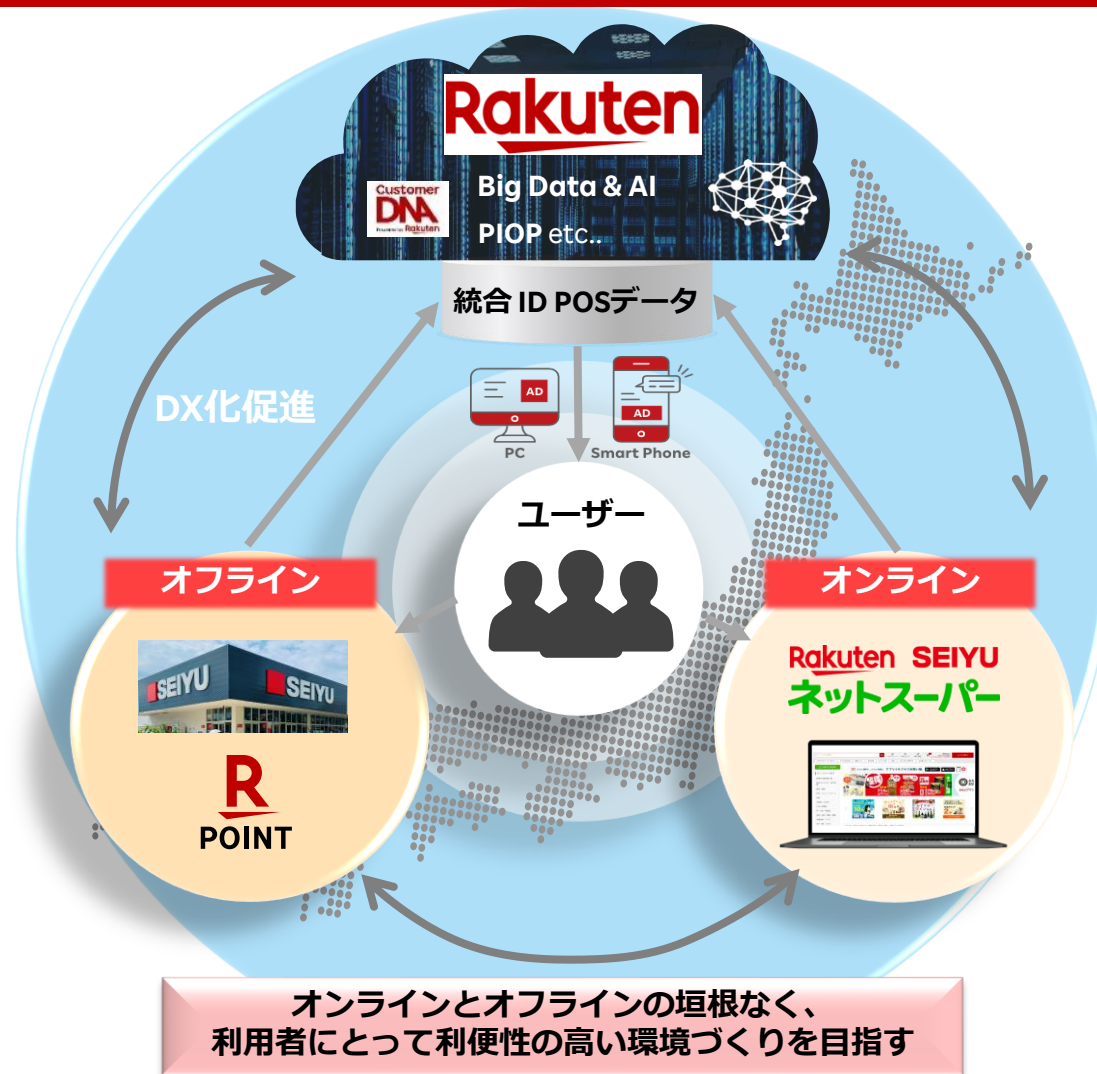 Rakuten
Customer
DNA
Powered by Rakuten
Big Data & AI
PIOP etc..
統合 ID POSデータ
DX化促進
AD
AD
PC
Smart Phone
ユーザー
オフライン
オンライン
SEIYU
SEIYU
R
POINT
Rakuten SEIYU
ネットスーパー
オンラインとオフラインの垣根なく、
利用者にとって利便性の高い環境づくりを目指す